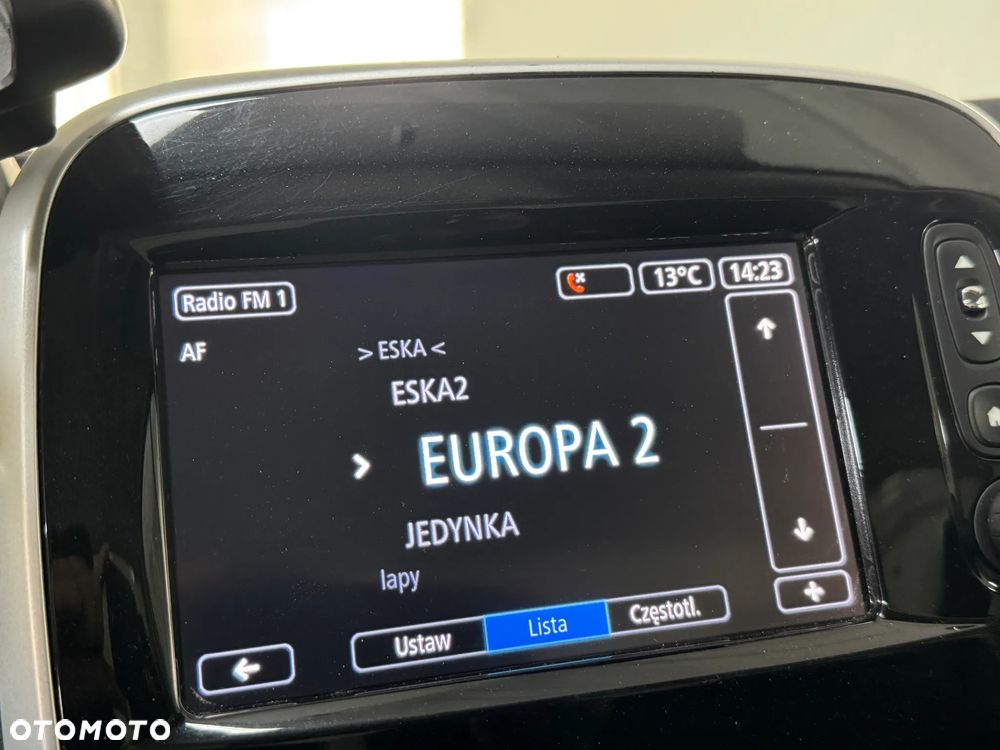 Radio FM 1
13°C
14:23
AF
> ESKA <
ESKA2
EUROPA 2
JEDYNKA
lapy
Ustaw
Lista
Częstotl.
OTOMOTO